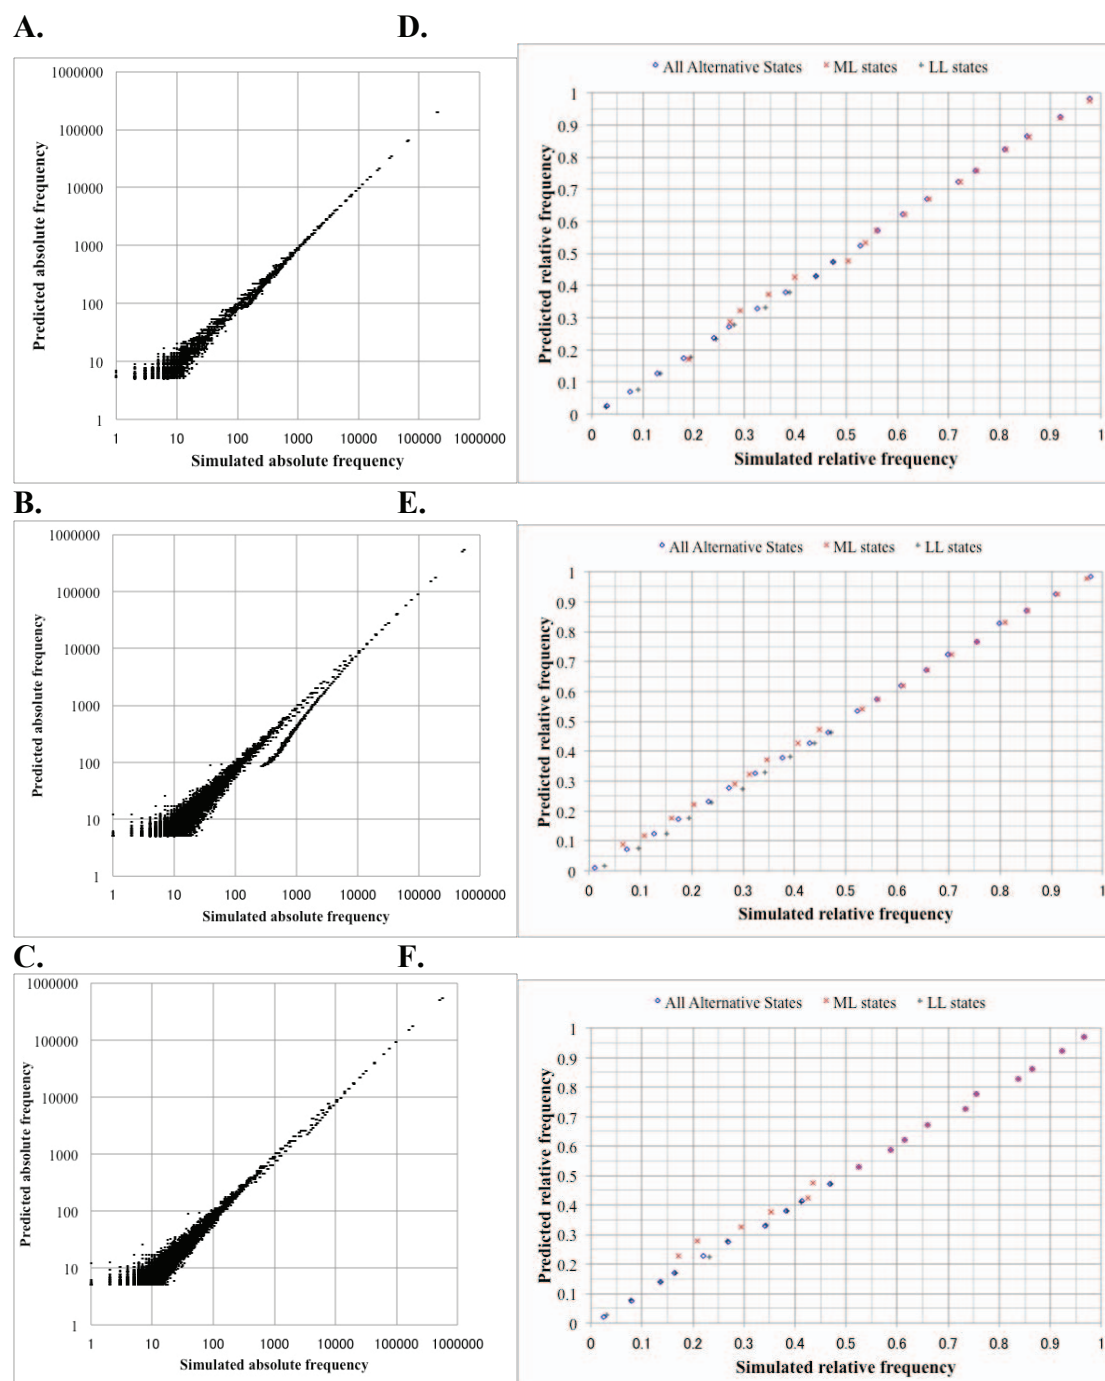 A.
1000000
100000
10000
1000
100
10
1
Predicted absolute frequency
1 10 100 1000 10000 100000 1000000
Simulated absolute frequency
D.
All Alternative States ML states LL states
1
0.9
0.8
0.7
0.6
0.5
0.4
0.3
0.2
0.1
0
Predicted relative frequency
0 0.1 0.2 0.3 0.4 0.5 0.6 0.7 0.8 0.9 1
Simulated relative frequency
B.
1000000
100000
10000
1000
100
10
1
Predicted absolute frequency
1 10 100 1000 10000 100000 1000000
Simulated absolute frequency
E.
All Alternative States ML states LL states
1
0.9
0.8
0.7
0.6
0.5
0.4
0.3
0.2
0.1
0
Predicted relative frequency
0 0.1 0.2 0.3 0.4 0.5 0.6 0.7 0.8 0.9 1
Simulated relative frequency
C.
1000000
100000
10000
1000
100
10
1
Predicted absolute frequency
1 10 100 1000 10000 100000 1000000
Simulated absolute frequency
F.
All Alternative States ML states LL states
1
0.9
0.8
0.7
0.6
0.5
0.4
0.3
0.2
0.1
0
Predicted relative frequency
0 0.1 0.2 0.3 0.4 0.5 0.6 0.7 0.8 0.9 1
Simulated relative frequency